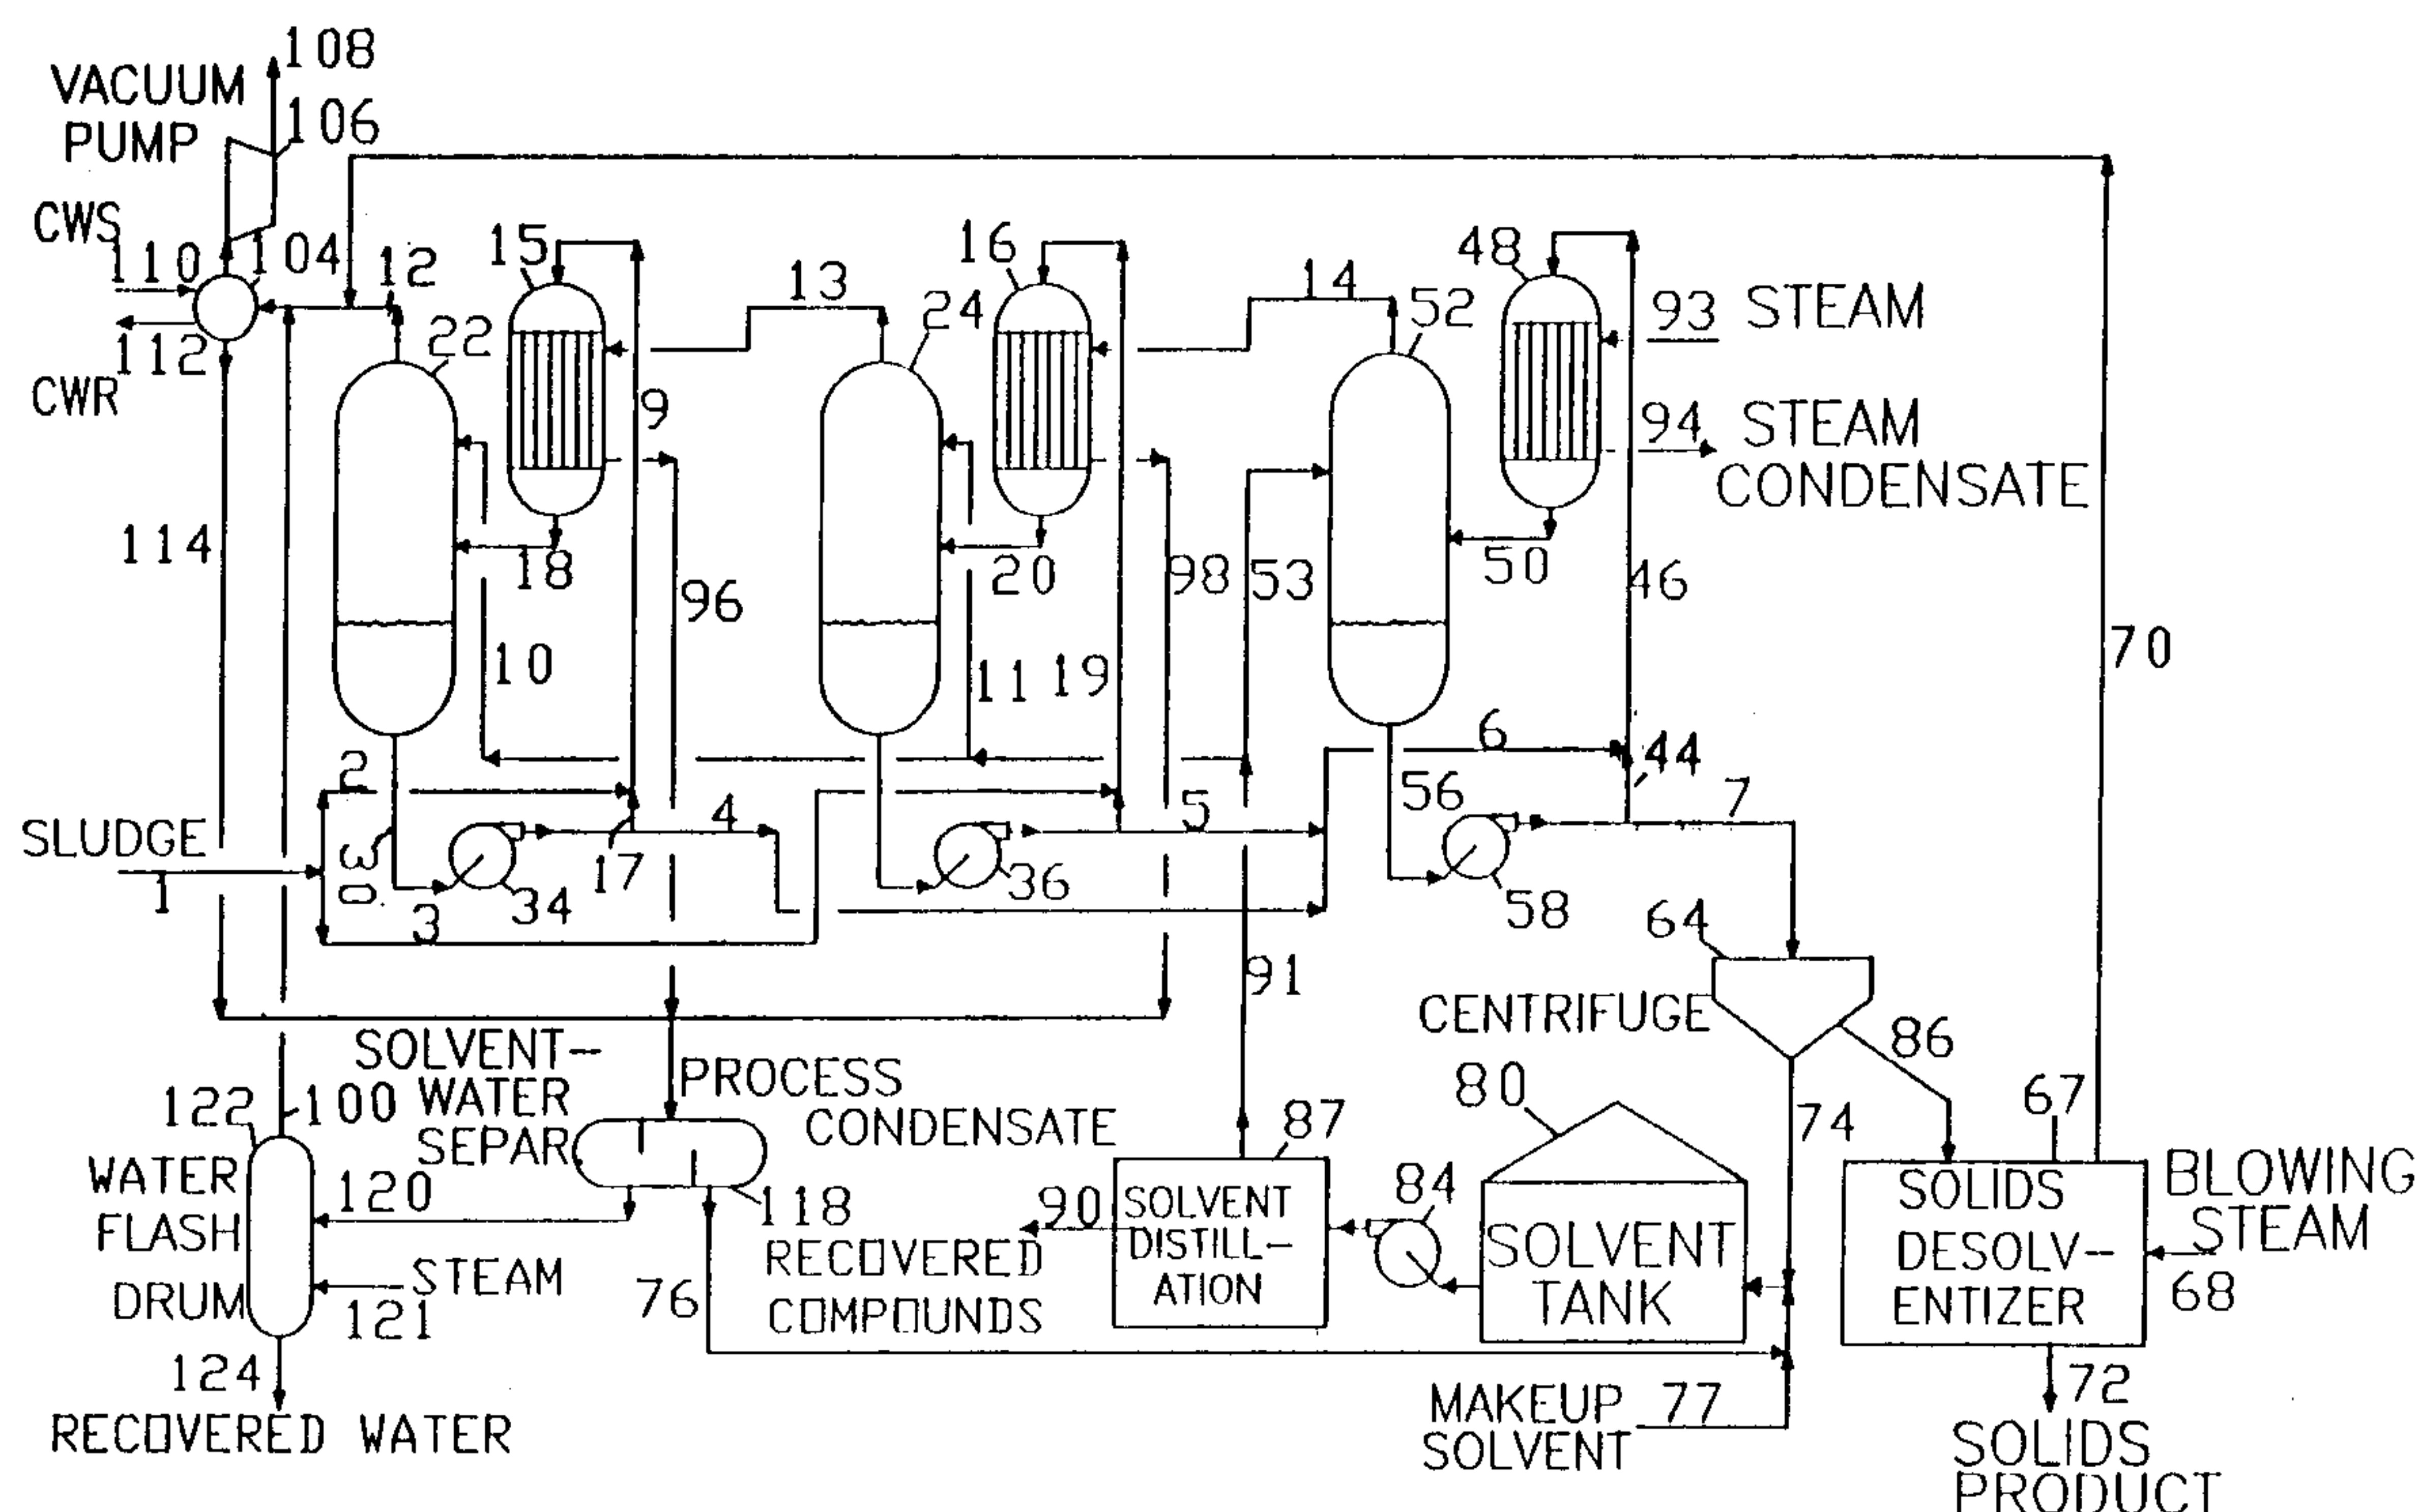 108
VACUUM
PUMP
106
CWS
110
104
12
15
13
16
14
48
93 STEAM
24
52
22
112
CWR
9
94 STEAM
CONDENSATE
114
18
20
98
53
50
46
96
10
11
19
70
2
6
44
56
7
4
5
SLUDGE
1
30
17
3
34
36
58
64
91
CENTRIFUGE
86
SOLVENT-
WATER
SEPAR
PROCESS
CONDENSATE
122
100
80
87
74
67
WATER
FLASH
DRUM
120
118
90
SOLVENT
DISTILL-
ATION
84
SOLVENT
TANK
SOLIDS
DESOLV-
ENTIZER
BLOWING
STEAM
68
STEAM
121
76
RECOVERED
COMPOUNDS
124
RECOVERED WATER
MAKEUP
SOLVENT
77
72
SOLIDS
PRODUCT